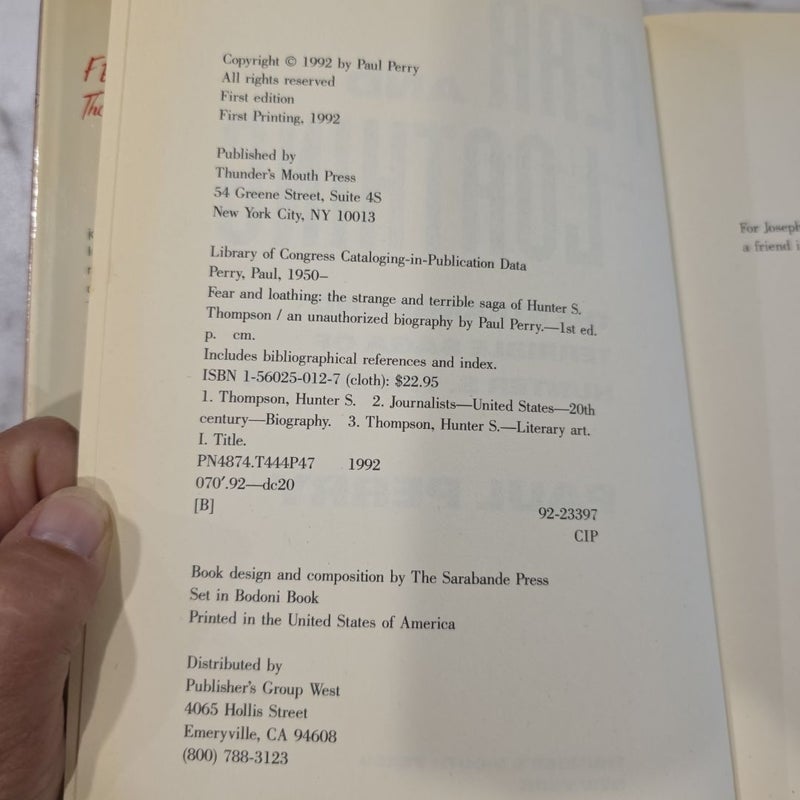 Copyright © 1992 by Paul Perry
All rights reserved
First edition
First Printing, 1992
Published by
Thunder's Mouth Press
54 Greene Street, Suite 4S
New York City, NY 10013
Library of Congress Cataloging-in-Publication Data
Perry, Paul, 1950–
Fear and loathing: the strange and terrible saga of Hunter S.
Thompson / an unauthorized biography by Paul Perry.—1st ed.
p. cm.
Includes bibliographical references and index.
ISBN 1-56025-012-7 (cloth): $22.95
1. Thompson, Hunter S. 2. Journalists—United States—20th
century—Biography. 3. Thompson, Hunter S.—Literary art.
I. Title.
PN4874.T444P47 1992
070′.92—dc20
[B]
92-23397
CIP
Book design and composition by The Sarabande Press
Set in Bodoni Book
Printed in the United States of America
Distributed by
Publisher's Group West
4065 Hollis Street
Emeryville, CA 94608
(800) 788-3123
For Joseph
a friend